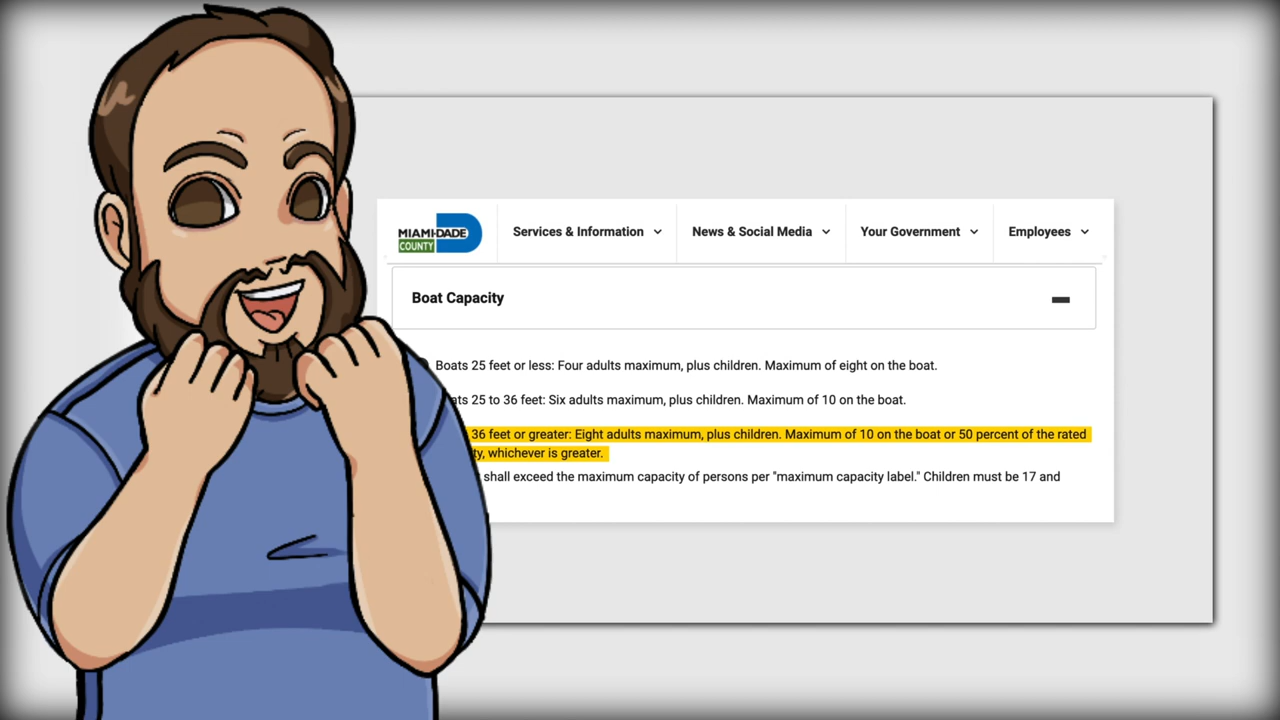 MIAMI-DADE
COUNTY
Services & Information
News & Social Media
Your Government
Employees
Boat Capacity
Boats 25 feet or less: Four adults maximum, plus children. Maximum of eight on the boat.
25 to 36 feet: Six adults maximum, plus children. Maximum of 10 on the boat.
36 feet or greater: Eight adults maximum, plus children. Maximum of 10 on the boat or 50 percent of the rated
whichever is greater.
shall exceed the maximum capacity of persons per "maximum capacity label." Children must be 17 and